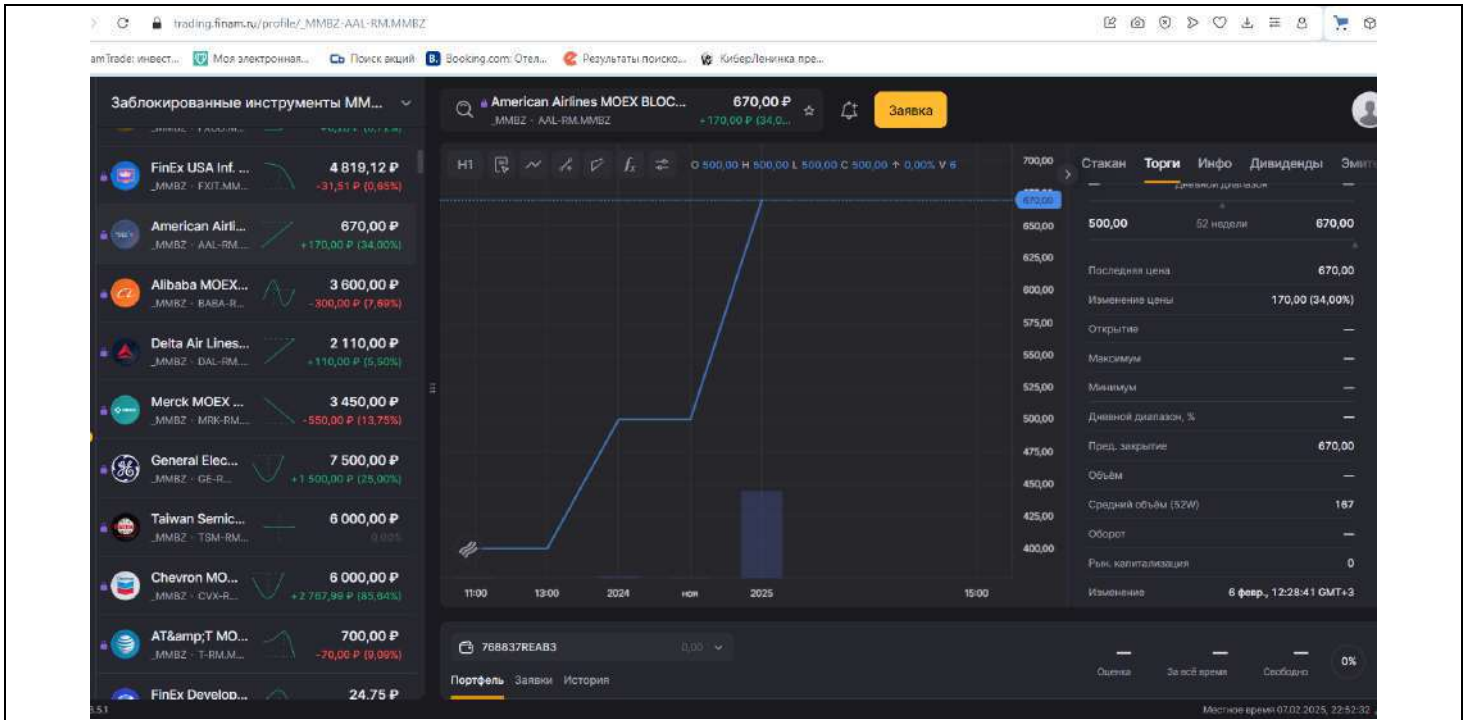 trading.finam.ru/profile/_MMBZ-AAL-RM.MMBZ
amTrade: инвест... Моя электронная... Поиск акций Booking.com: Отел... Результаты поиско... КиберЛенинка пре...
Заблокированные инструменты ММ...
American Airlines MOEX BLOC... 670,00 ₽
_MMBZ - AAL-RM.MMBZ +170,00 ₽ (34,0...
Заявка
FinEx USA Inf. ... 4 819,12 ₽
_MMBZ - FXIT.MM... -31,51 ₽ (0,65%)
American Airli... 670,00 ₽
_MMBZ - AAL-RM.... +170,00 ₽ (34,00%)
Alibaba MOEX... 3 600,00 ₽
_MMBZ - BABA-R... -300,00 ₽ (7,69%)
Delta Air Lines... 2 110,00 ₽
_MMBZ - DAL-RM.... +110,00 ₽ (5,50%)
Merck MOEX ... 3 450,00 ₽
_MMBZ - MRK-RM.... -550,00 ₽ (13,75%)
General Elec... 7 500,00 ₽
_MMBZ - GE-R... +1 500,00 ₽ (25,00%)
Taiwan Semic... 6 000,00 ₽
_MMBZ - TSM-RM...
Chevron MO... 6 000,00 ₽
_MMBZ - CVX-R... +2 767,99 ₽ (85,64%)
AT&amp;T MO... 700,00 ₽
_MMBZ - T-RM.M... -70,00 ₽ (9,09%)
FinEx Develop... 24,75 ₽
H1 fx O 500,00 H 500,00 L 500,00 C 500,00 ↑ 0,00% V 6
700,00
670,00
650,00
625,00
600,00
575,00
550,00
525,00
500,00
475,00
450,00
425,00
400,00
11:00 13:00 2024 ноя 2025 15:00
Стакан Торги Инфо Дивиденды Эмит
— Дневной диапазон —
500,00 52 недели 670,00
Последняя цена 670,00
Изменение цены 170,00 (34,00%)
Открытие —
Максимум —
Минимум —
Дневной диапазон, % —
Пред. закрытие 670,00
Объём —
Средний объём (52W) 167
Оборот —
Рын. капитализация 0
Изменение 6 февр., 12:28:41 GMT+3
768837REAB3 0,00
Портфель Заявки История
— — — 0%
Оценка За всё время Свободно
Местное время 07.02.2025, 22:52:32